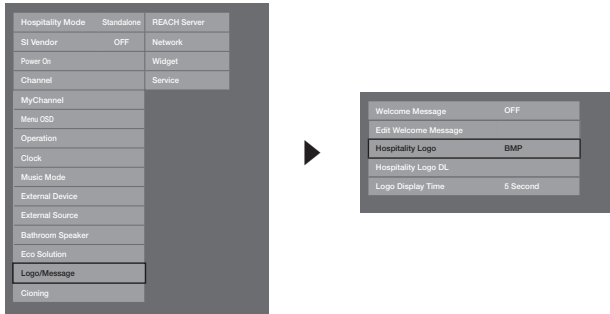 Hospitality Mode Standalone REACH Server
SI Vendor OFF Network
Power On Widget
Channel Service
MyChannel
Menu OSD
Operation
Clock
Music Mode
External Device
External Source
Bathroom Speaker
Eco Solution
Logo/Message
Cloning
Welcome Message OFF
Edit Welcome Message
Hospitality Logo BMP
Hospitality Logo DL
Logo Display Time 5 Second